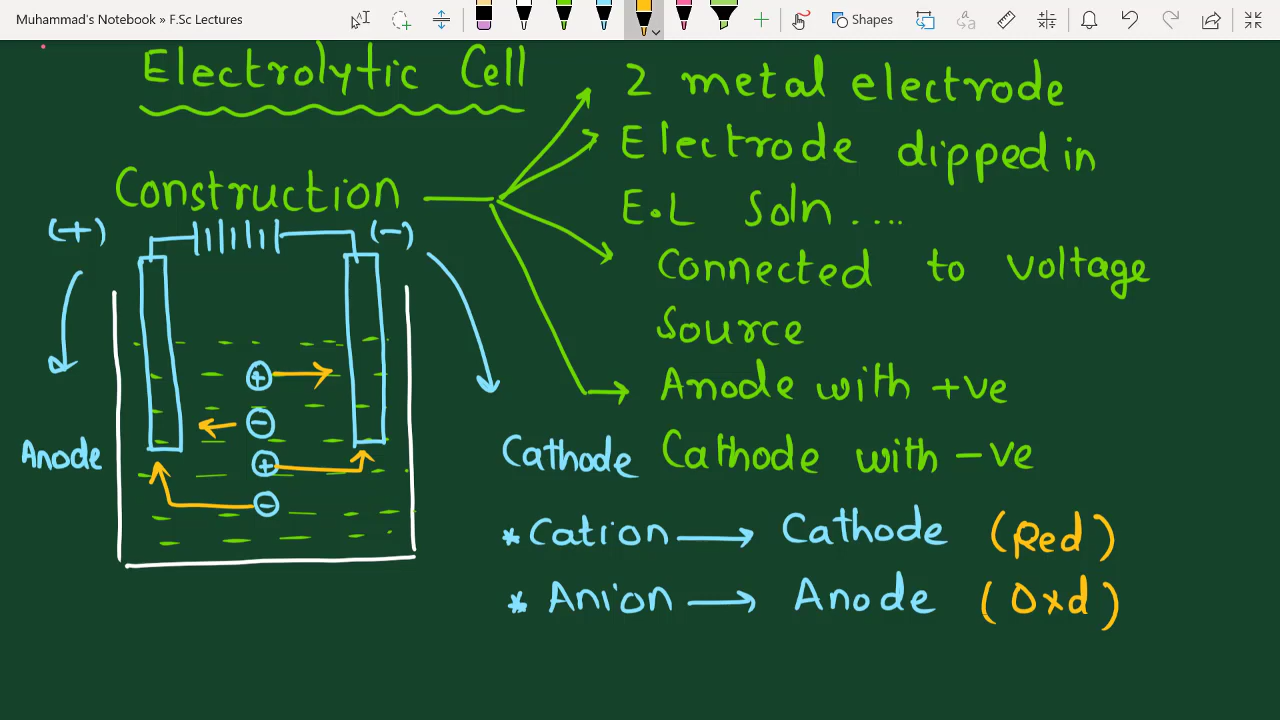 Muhammad's Notebook » F.Sc Lectures
Shapes
Electrolytic Cell
2 metal electrode
Electrode dipped in
E.L Soln ....
Construction
(+)
(-)
Connected to voltage
Source
Anode with +ve
Anode
Cathode
Cathode with -ve
+
-
+
-
* Cation → Cathode (Red)
* Anion → Anode (Oxd)